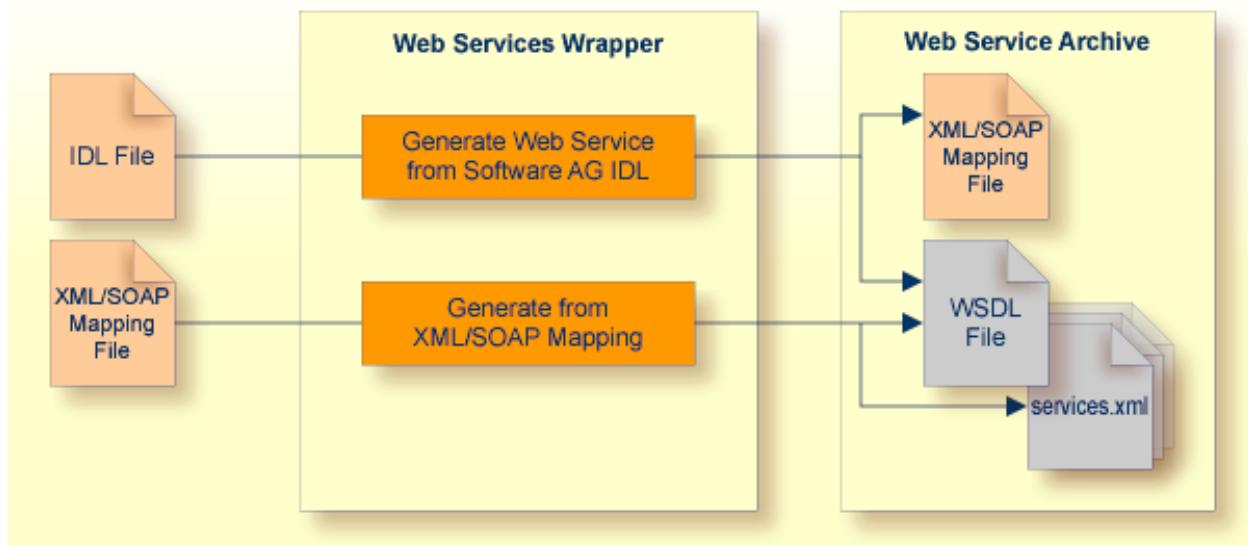 Web Services Wrapper
Web Service Archive
IDL File
Generate Web Service
from Software AG IDL
XML/SOAP
Mapping
File
XML/SOAP
Mapping
File
Generate from
XML/SOAP Mapping
WSDL
File
services.xml